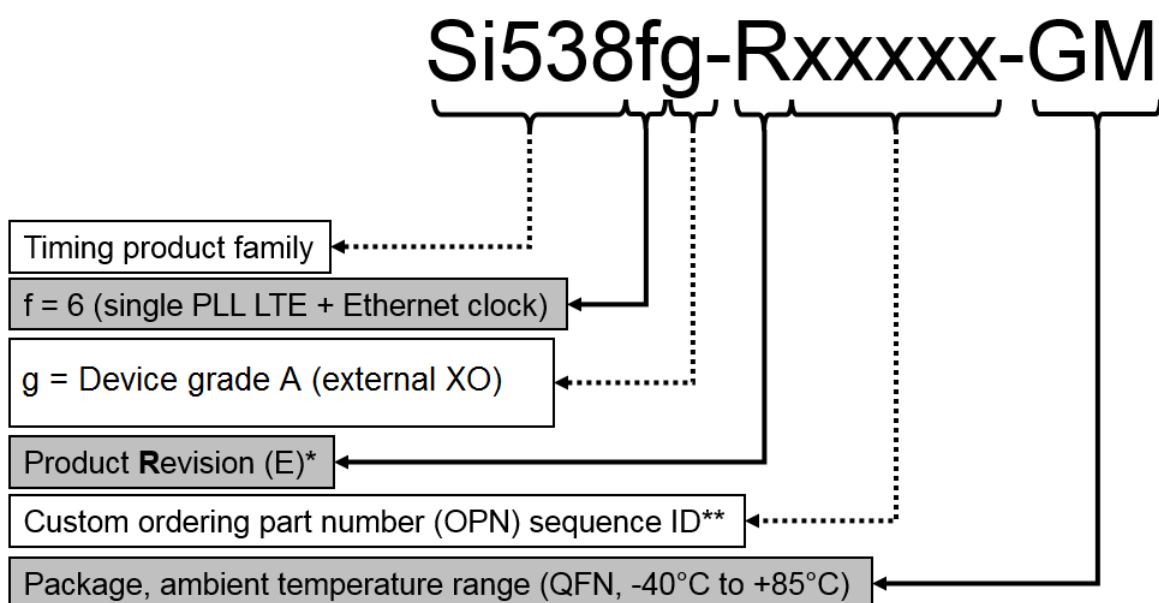 Si538fg-Rxxxxx-GM
Timing product family
f = 6 (single PLL LTE + Ethernet clock)
g = Device grade A (external XO)
Product Revision (E)*
Custom ordering part number (OPN) sequence ID**
Package, ambient temperature range (QFN, -40°C to +85°C)